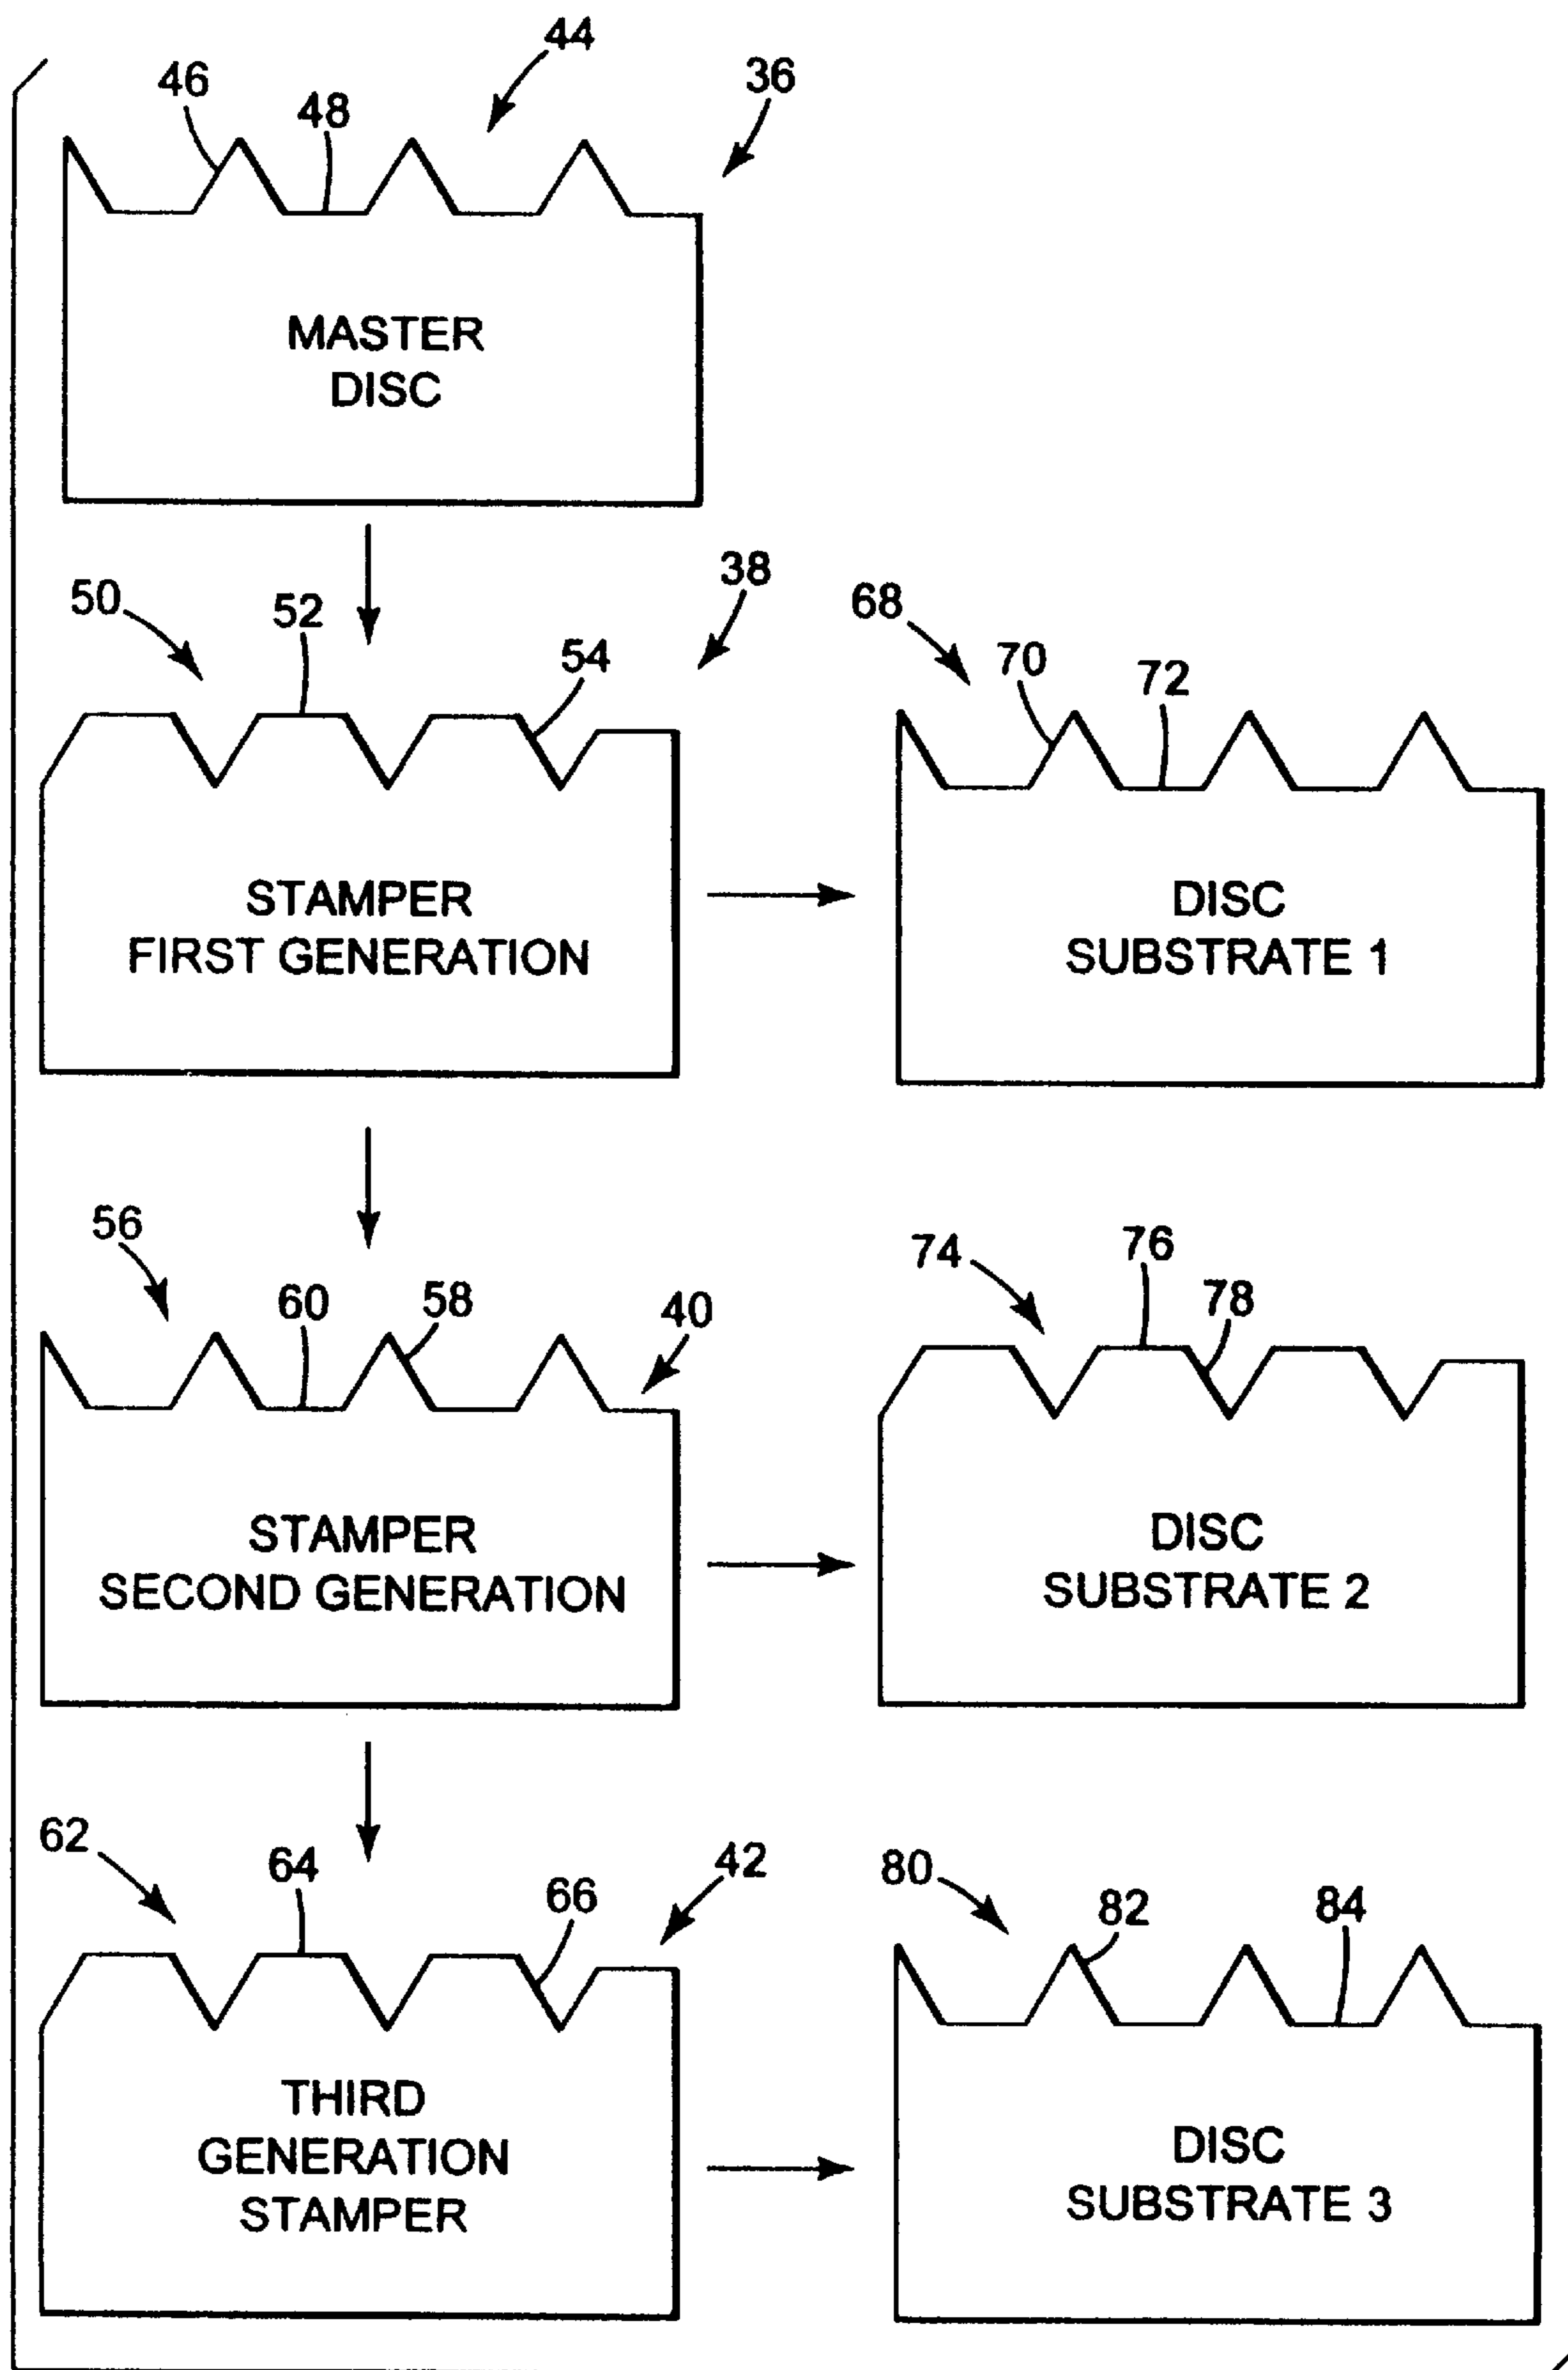 44
36
46
48
MASTER
DISC
38
50
52
54
68
70
72
STAMPER
FIRST GENERATION
DISC
SUBSTRATE 1
56
60
58
40
74
76
78
STAMPER
SECOND GENERATION
DISC
SUBSTRATE 2
62
64
66
42
80
82
84
THIRD
GENERATION
STAMPER
DISC
SUBSTRATE 3